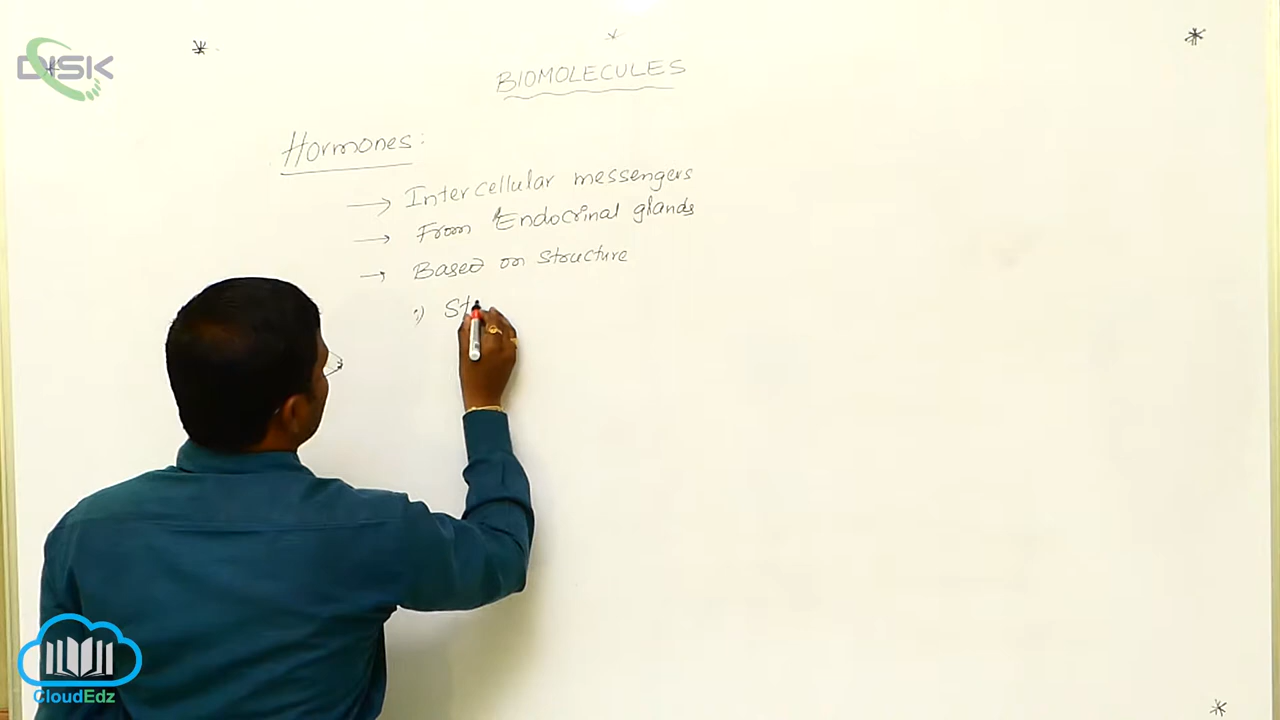 DISK
BIOMOLECULES
Hormones:
→ Intercellular messengers
→ From Endocrinal glands
→ Based on structure
i) St
CloudEdz